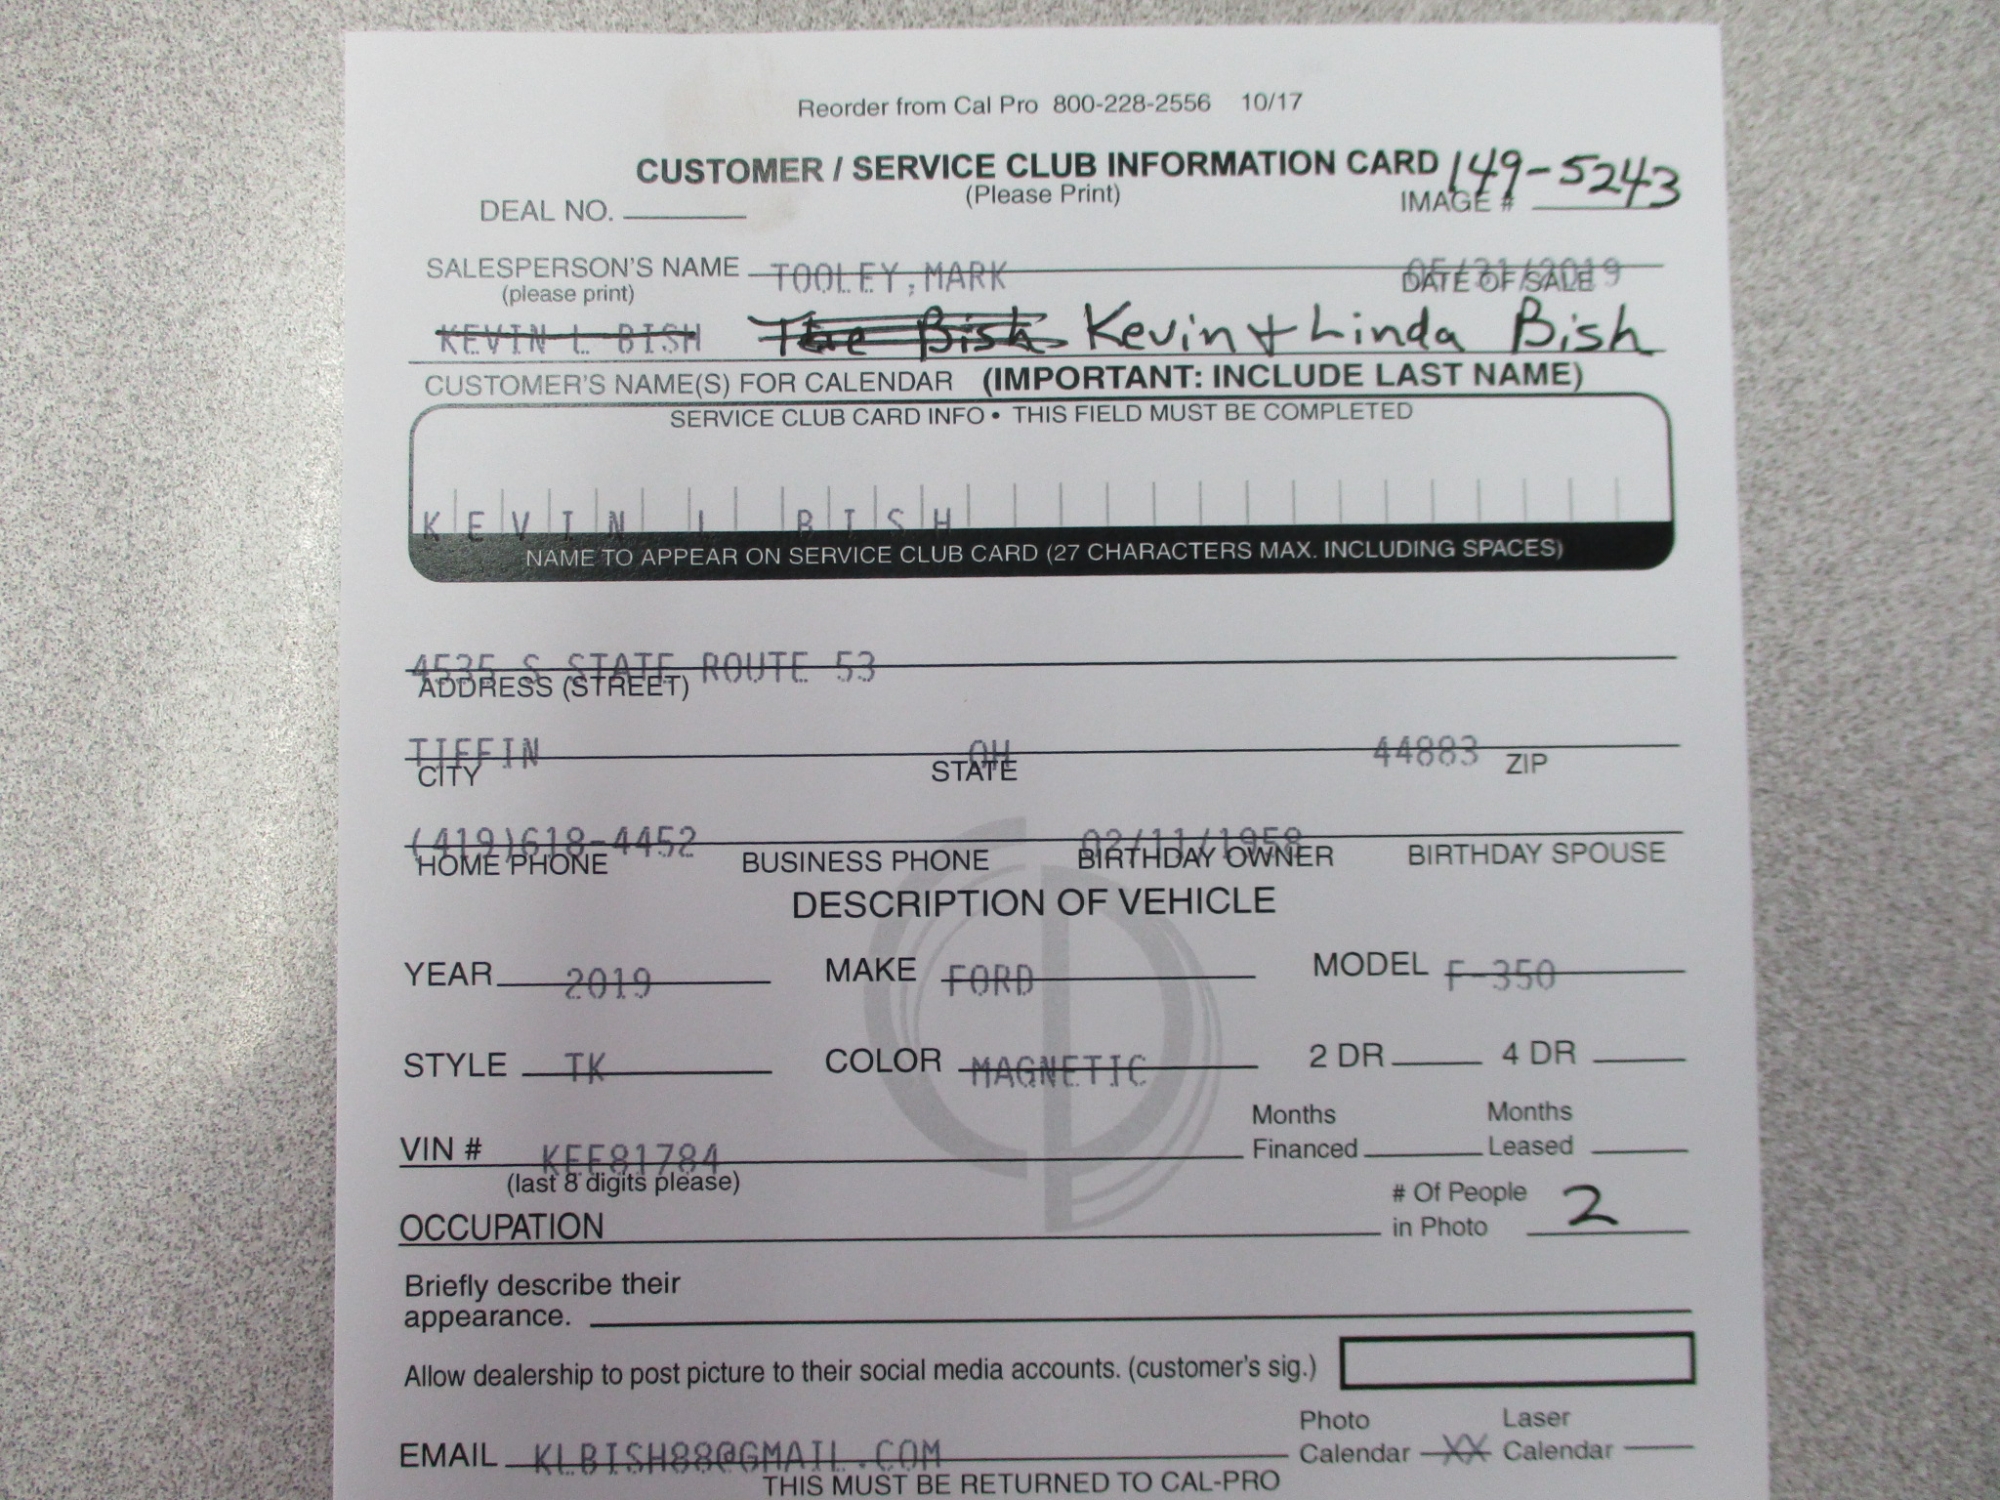 Reorder from Cal Pro 800-228-2556 10/17
CUSTOMER / SERVICE CLUB INFORMATION CARD 149-5243
DEAL NO. (Please Print) IMAGE #
SALESPERSON'S NAME TOOLEY,MARK 05/31/2019 DATE OF SALE
(please print)
KEVIN L BISH The Bish Kevin + Linda Bish
CUSTOMER'S NAME(S) FOR CALENDAR (IMPORTANT: INCLUDE LAST NAME)
SERVICE CLUB CARD INFO • THIS FIELD MUST BE COMPLETED
KEVIN L BISH
NAME TO APPEAR ON SERVICE CLUB CARD (27 CHARACTERS MAX. INCLUDING SPACES)
4535 S STATE ROUTE 53
ADDRESS (STREET)
TIFFIN OH 44883 ZIP
CITY STATE
(419)618-4452 02/11/1958
HOME PHONE BUSINESS PHONE BIRTHDAY OWNER BIRTHDAY SPOUSE
DESCRIPTION OF VEHICLE
YEAR 2019 MAKE FORD MODEL F-350
STYLE TK COLOR MAGNETIC 2 DR 4 DR
Months Months
VIN # KEE81784 Financed Leased
(last 8 digits please)
# Of People 2
OCCUPATION in Photo
Briefly describe their
appearance.
Allow dealership to post picture to their social media accounts. (customer's sig.)
Photo Laser
EMAIL KLBISH88@GMAIL.COM Calendar XX Calendar
THIS MUST BE RETURNED TO CAL-PRO